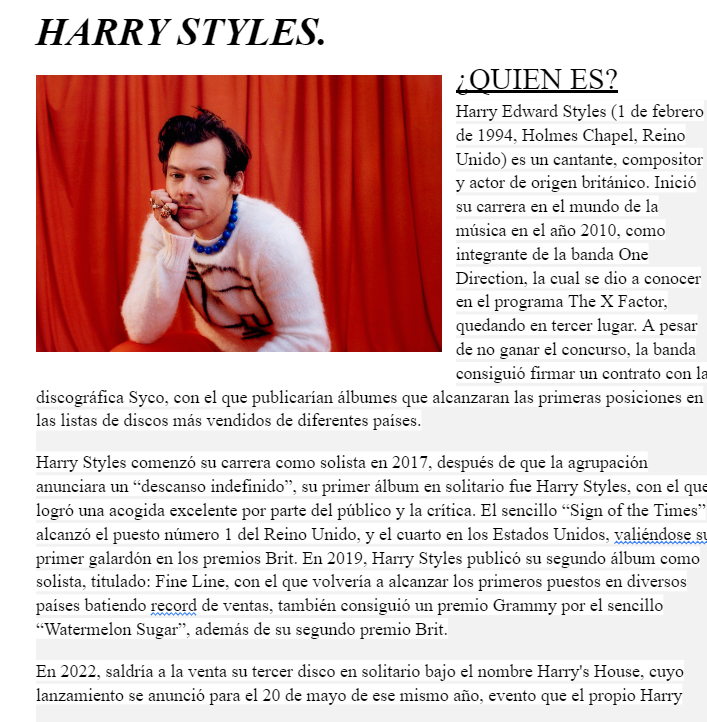 HARRY STYLES.
¿QUIEN ES?
Harry Edward Styles (1 de febrero
de 1994, Holmes Chapel, Reino
Unido) es un cantante, compositor
y actor de origen británico. Inició
su carrera en el mundo de la
música en el año 2010, como
integrante de la banda One
Direction, la cual se dio a conocer
en el programa The X Factor,
quedando en tercer lugar. A pesar
de no ganar el concurso, la banda
consiguió firmar un contrato con la
discográfica Syco, con el que publicarían álbumes que alcanzaran las primeras posiciones en
las listas de discos más vendidos de diferentes países.
Harry Styles comenzó su carrera como solista en 2017, después de que la agrupación
anunciara un “descanso indefinido”, su primer álbum en solitario fue Harry Styles, con el que
logró una acogida excelente por parte del público y la crítica. El sencillo “Sign of the Times”
alcanzó el puesto número 1 del Reino Unido, y el cuarto en los Estados Unidos, valiéndose su
primer galardón en los premios Brit. En 2019, Harry Styles publicó su segundo álbum como
solista, titulado: Fine Line, con el que volvería a alcanzar los primeros puestos en diversos
países batiendo record de ventas, también consiguió un premio Grammy por el sencillo
“Watermelon Sugar”, además de su segundo premio Brit.
En 2022, saldría a la venta su tercer disco en solitario bajo el nombre Harry's House, cuyo
lanzamiento se anunció para el 20 de mayo de ese mismo año, evento que el propio Harry